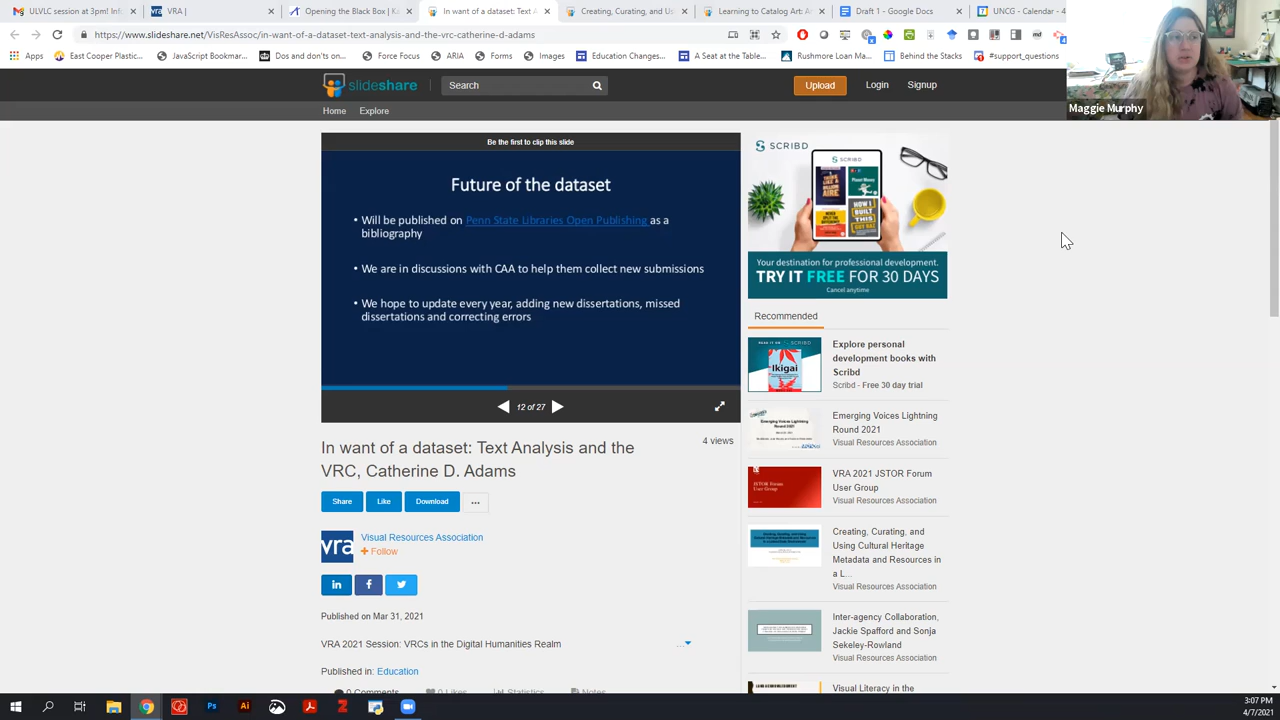 ULVLC session at 3pm! - mem
VRA |
Opening the Black Box | Ka
In want of a dataset: Text A
Creating, Curating, and Us
Learning to Catalog Art: A
Draft 1 - Google Docs
UNCG - Calendar -
https://www.slideshare.net/VisResAssoc/in-want-of-a-dataset-text-analysis-and-the-vrc-catherine-d-adams
Apps
East Pooper Planni...
JavaScript Bookmar...
Don't assume on o...
Force Focus
ARIA
Forms
Images
Education Changes...
A Seat at the Table...
Rushmore Loan Ma...
Behind the Stacks
#support_questions
Maggie Murphy
slideshare
Search
Upload
Login
Signup
Home
Explore
Be the first to clip this slide
Future of the dataset
• Will be published on Penn State Libraries Open Publishing as a
bibliography
• We are in discussions with CAA to help them collect new submissions
• We hope to update every year, adding new dissertations, missed
dissertations and correcting errors
12 of 27
SCRIBD
SCRIBD
Your destination for professional development.
TRY IT FREE FOR 30 DAYS
Cancel anytime
Recommended
Ikigai
Explore personal
development books with
Scribd
Scribd - Free 30 day trial
Emerging Voices Lightning
Round 2021
Visual Resources Association
VRA 2021 JSTOR Forum
User Group
Visual Resources Association
Creating, Curating, and
Using Cultural Heritage
Metadata and Resources in
a L...
Visual Resources Association
Inter-agency Collaboration,
Jackie Spafford and Sonja
Sekeley-Rowland
Visual Resources Association
Visual Literacy in the
In want of a dataset: Text Analysis and the
VRC, Catherine D. Adams
4 views
Share
Like
Download
...
vra
Visual Resources Association
+ Follow
Published on Mar 31, 2021
VRA 2021 Session: VRCs in the Digital Humanities Realm
...
Published in: Education
0 Comments
0 Likes
Statistics
Notes
3:07 PM
4/7/2021